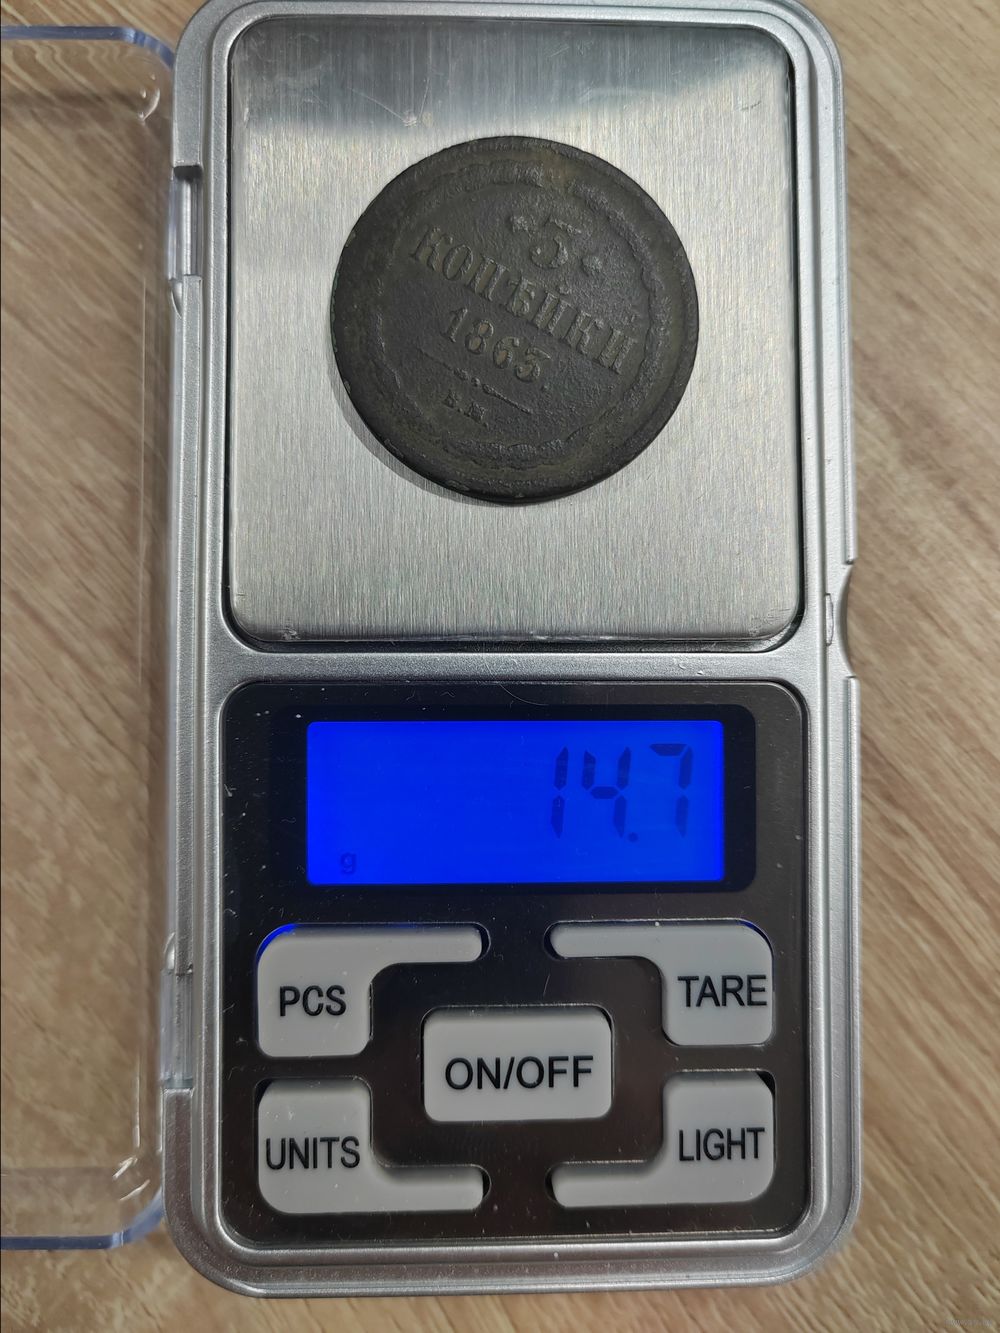 ·3·
КОПѢЙКИ
1863.
В.М.
14.7
g
PCS
TARE
ON/OFF
UNITS
LIGHT